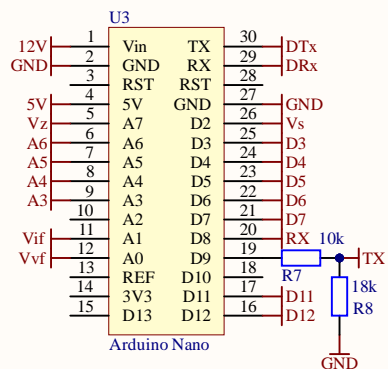 U3
12V 1 Vin TX 30 DTx
GND 2 GND RX 29 DRx
3 RST RST 28
5V 4 5V GND 27 GND
Vz 5 A7 D2 26 Vs
A6 6 A6 D3 25 D3
A5 7 A5 D4 24 D4
A4 8 A4 D5 23 D5
A3 9 A3 D6 22 D6
10 A2 D7 21 D7
Vif 11 A1 D8 20 RX
Vvf 12 A0 D9 19 10k TX
13 REF D10 18 R7
14 3V3 D11 17 D11 18k
15 D13 D12 16 D12 R8
Arduino Nano
GND